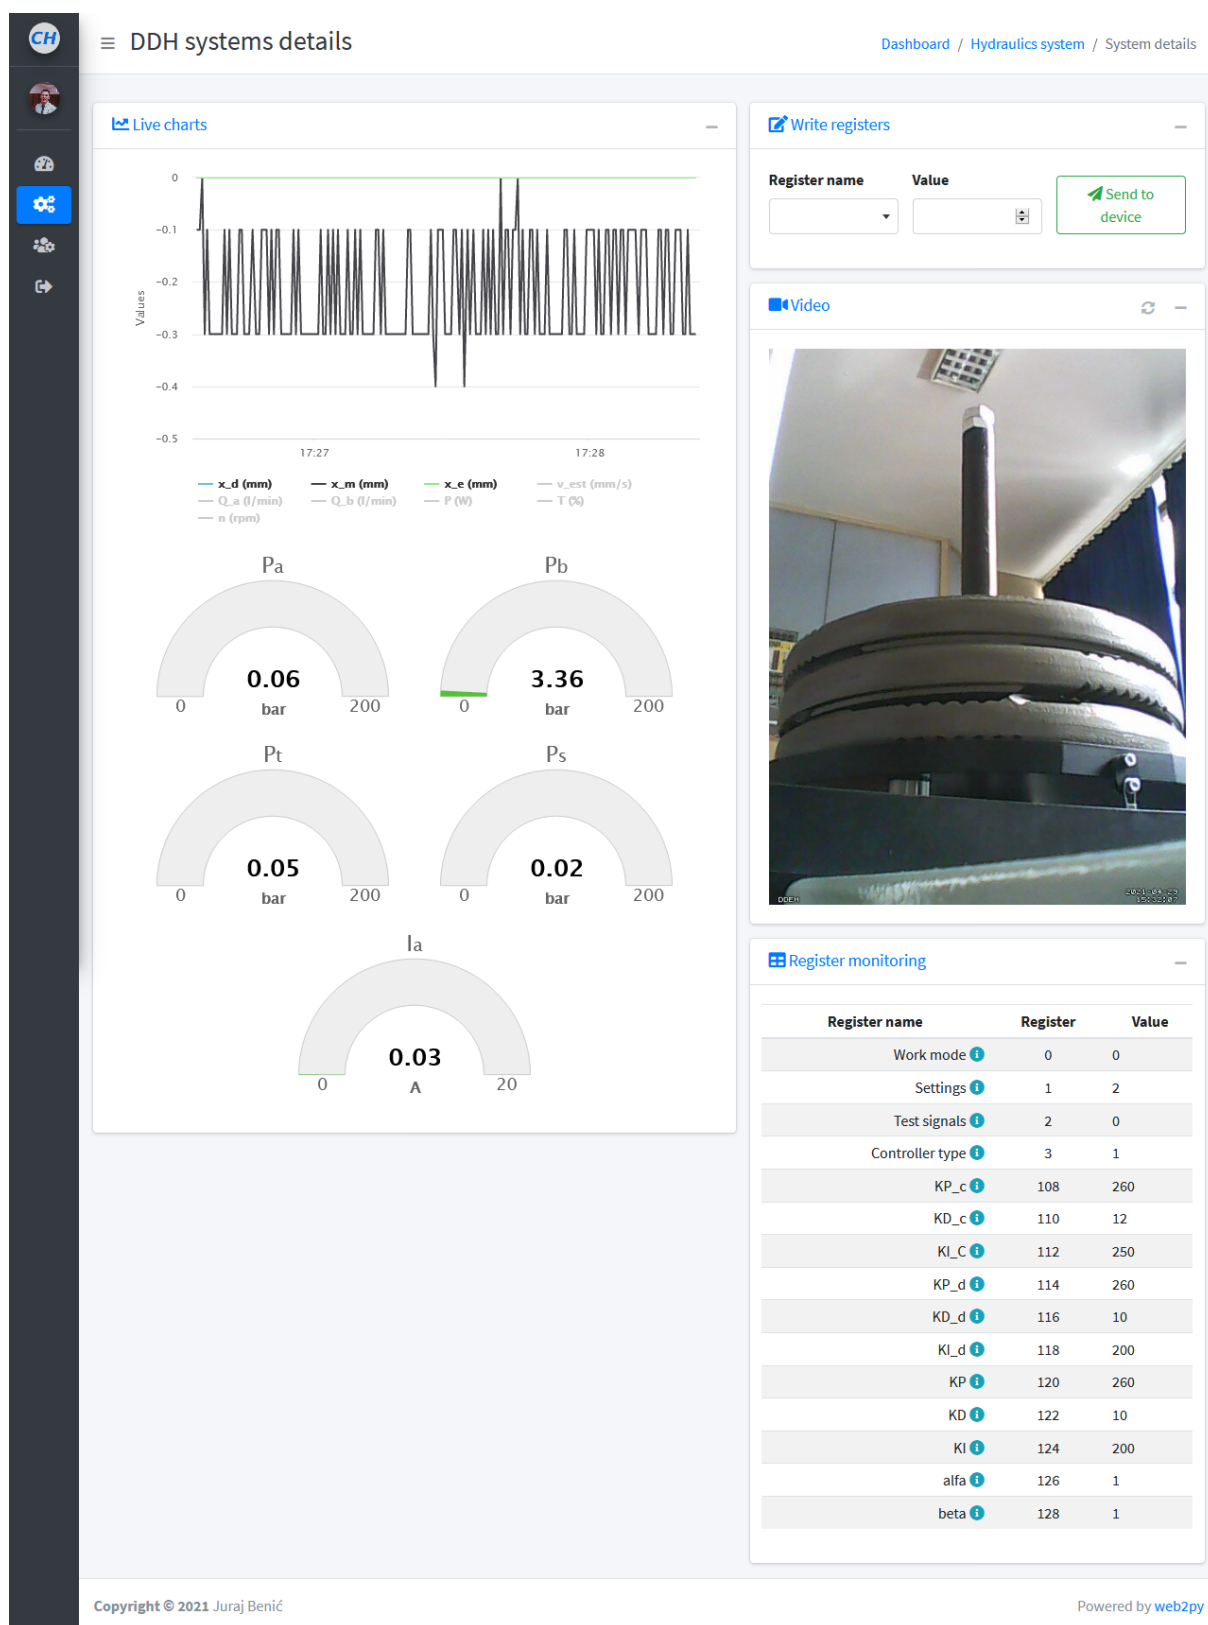 CH
DDH systems details
Dashboard / Hydraulics system / System details
Live charts
0
−0.1
−0.2
−0.3
−0.4
−0.5
Values
17:27 17:28
x_d (mm) x_m (mm) x_e (mm) v_est (mm/s)
Q_a (l/min) Q_b (l/min) P (W) T (%)
n (rpm)
Pa
0.06
bar
0 200
Pb
3.36
bar
0 200
Pt
0.05
bar
0 200
Ps
0.02
bar
0 200
Ia
0.03
A
0 20
Write registers
Register name Value
Send to
device
Video
DDEH
2021-04-29
15:32:07
Register monitoring
Register name Register Value
Work mode 0 0
Settings 1 2
Test signals 2 0
Controller type 3 1
KP_c 108 260
KD_c 110 12
KI_C 112 250
KP_d 114 260
KD_d 116 10
KI_d 118 200
KP 120 260
KD 122 10
KI 124 200
alfa 126 1
beta 128 1
Copyright © 2021 Juraj Benić
Powered by web2py